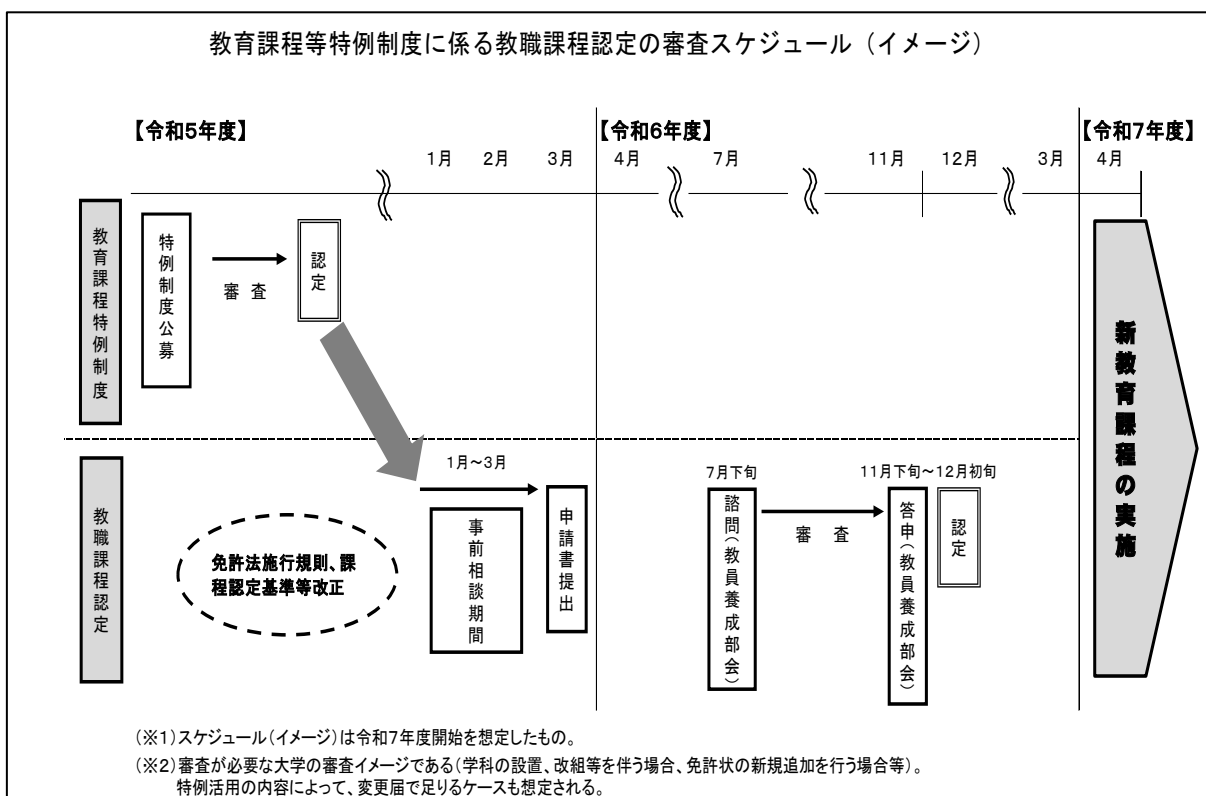 教育課程等特例制度に係る教職課程認定の審査スケジュール（イメージ）
【令和5年度】
【令和6年度】
【令和7年度】
1月
2月
3月
4月
7月
11月
12月
3月
4月
教育課程特例制度
特例制度公募
審 査
認定
新教育課程の実施
教職課程認定
免許法施行規則、課
程認定基準等改正
1月～3月
事前相談期間
申請書提出
7月下旬
諮問（教員養成部会）
審 査
11月下旬～12月初旬
答申（教員養成部会）
認定
（※1）スケジュール（イメージ）は令和7年度開始を想定したもの。
（※2）審査が必要な大学の審査イメージである（学科の設置、改組等を伴う場合、免許状の新規追加を行う場合等）。
特例活用の内容によって、変更届で足りるケースも想定される。